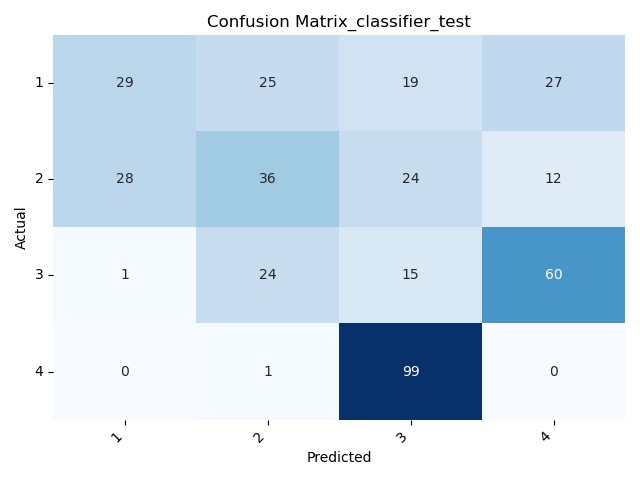 Confusion Matrix_classifier_test
Actual
1 29 25 19 27
2 28 36 24 12
3 1 24 15 60
4 0 1 99 0
1 2 3 4
Predicted